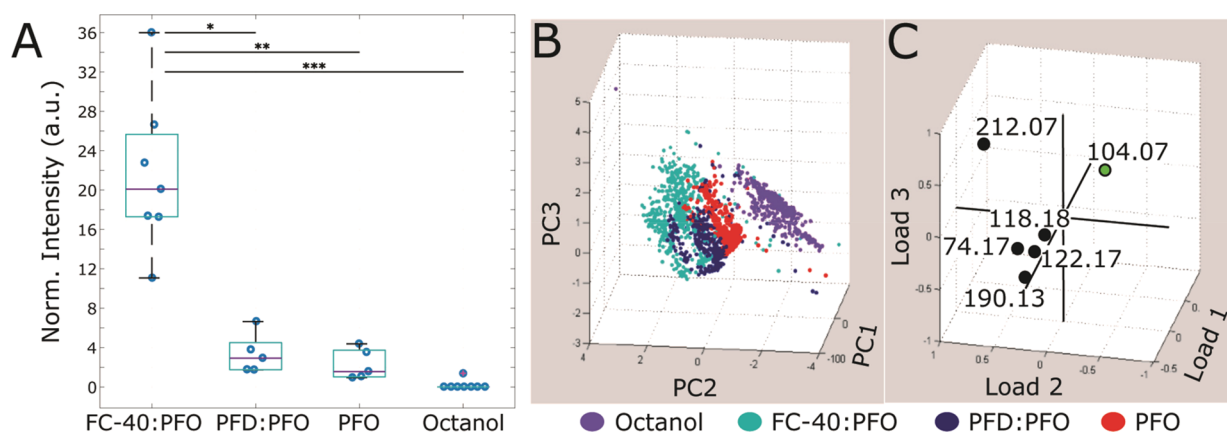 A
Norm. Intensity (a.u.)
36
32
28
24
20
16
12
8
4
0
*
**
***
FC-40:PFO PFD:PFO PFO Octanol
B
PC3
5
4
3
2
1
0
-1
-2
-3
4 2 0 -2 -4
PC2
-100
0
PC1
C
Load 3
1
0.5
0
-0.5
-1
1 0.5 0 -0.5 -1
Load 2
-0.5
0.
0.
Load 1
212.07
104.07
118.18
74.17
122.17
190.13
Octanol FC-40:PFO PFD:PFO PFO